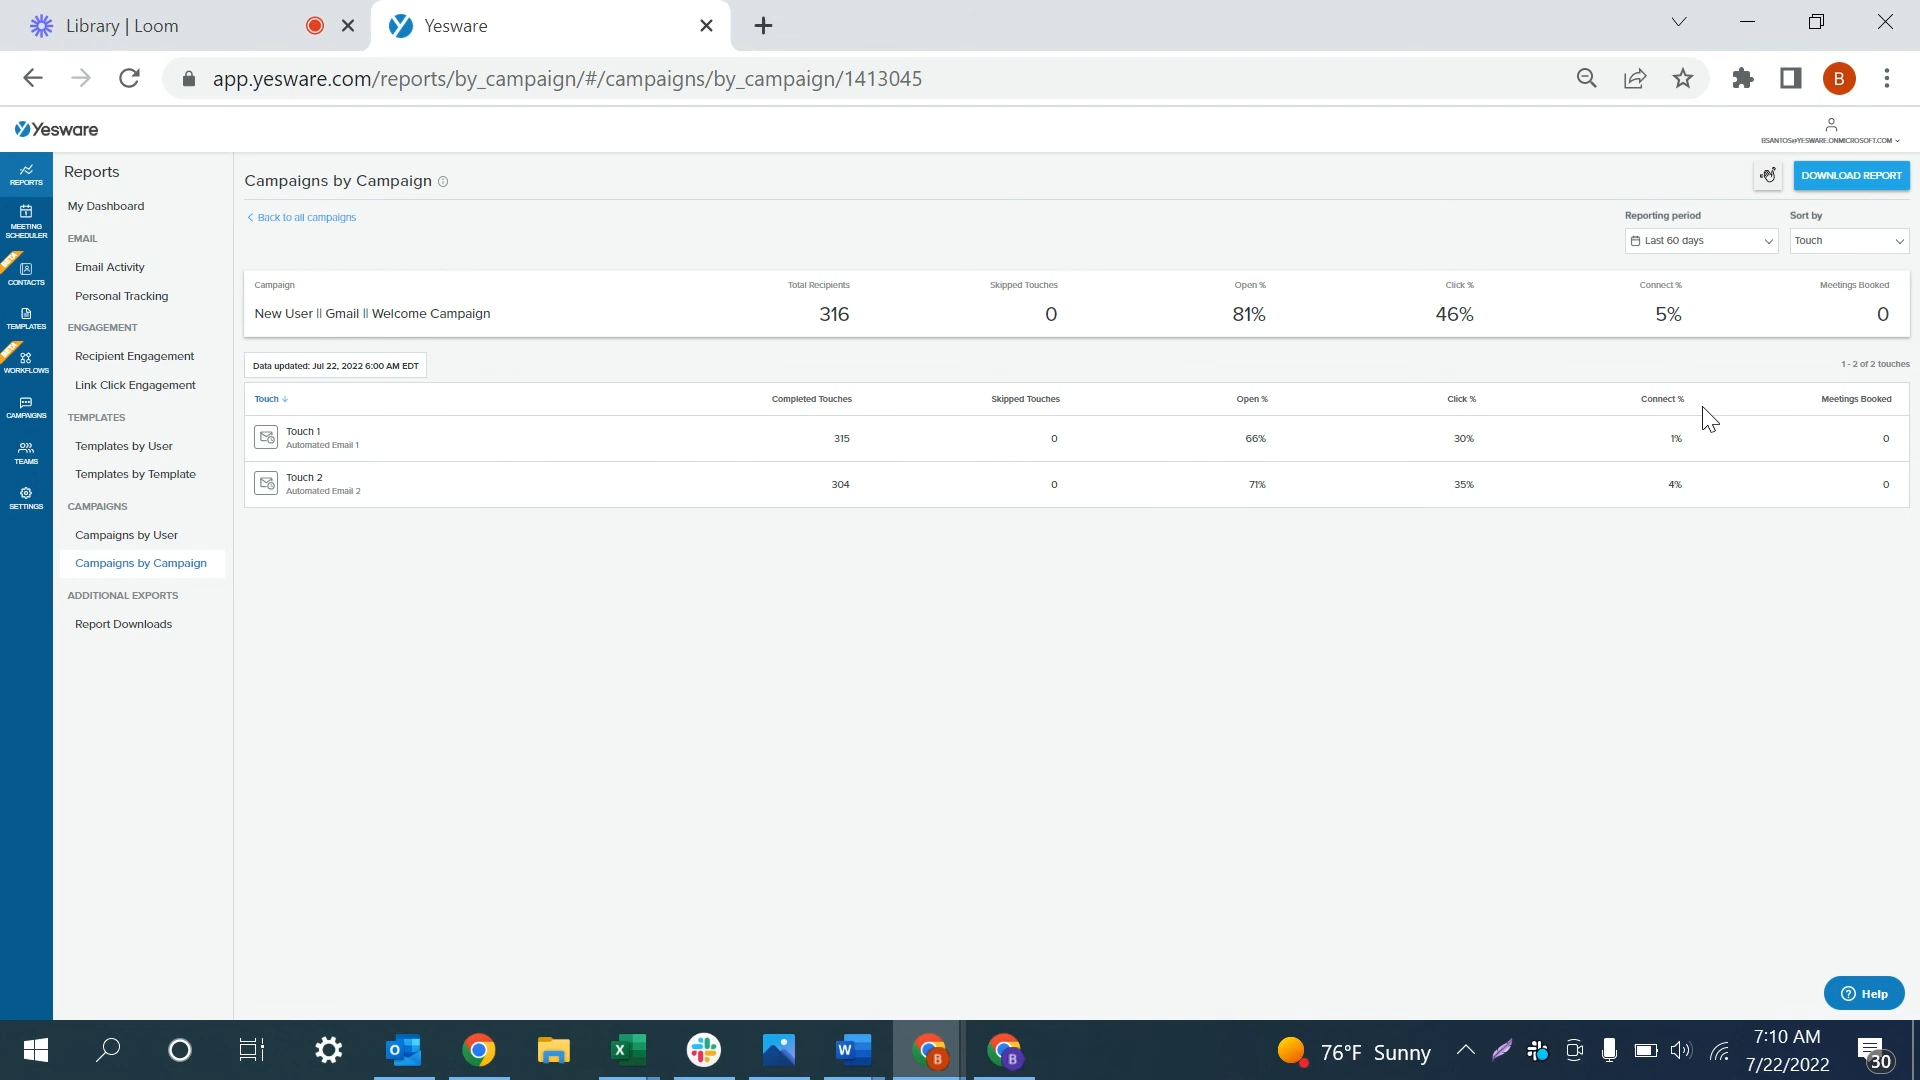 Library | Loom
Yesware
app.yesware.com/reports/by_campaign/#/campaigns/by_campaign/1413045
B
Yesware
BSANTOS@YESWARE.ONMICROSOFT.COM
REPORTS
MEETING
SCHEDULER
BETA
CONTACTS
TEMPLATES
BETA
WORKFLOWS
CAMPAIGNS
TEAMS
SETTINGS
Reports
My Dashboard
EMAIL
Email Activity
Personal Tracking
ENGAGEMENT
Recipient Engagement
Link Click Engagement
TEMPLATES
Templates by User
Templates by Template
CAMPAIGNS
Campaigns by User
Campaigns by Campaign
ADDITIONAL EXPORTS
Report Downloads
Campaigns by Campaign
DOWNLOAD REPORT
Back to all campaigns
Reporting period Sort by
Last 60 days Touch
Campaign Total Recipients Skipped Touches Open % Click % Connect % Meetings Booked
New User || Gmail || Welcome Campaign 316 0 81% 46% 5% 0
Data updated: Jul 22, 2022 6:00 AM EDT
1 - 2 of 2 touches
Touch Completed Touches Skipped Touches Open % Click % Connect % Meetings Booked
Touch 1
Automated Email 1 315 0 66% 30% 1% 0
Touch 2
Automated Email 2 304 0 71% 35% 4% 0
Help
76°F Sunny
7:10 AM
7/22/2022
30